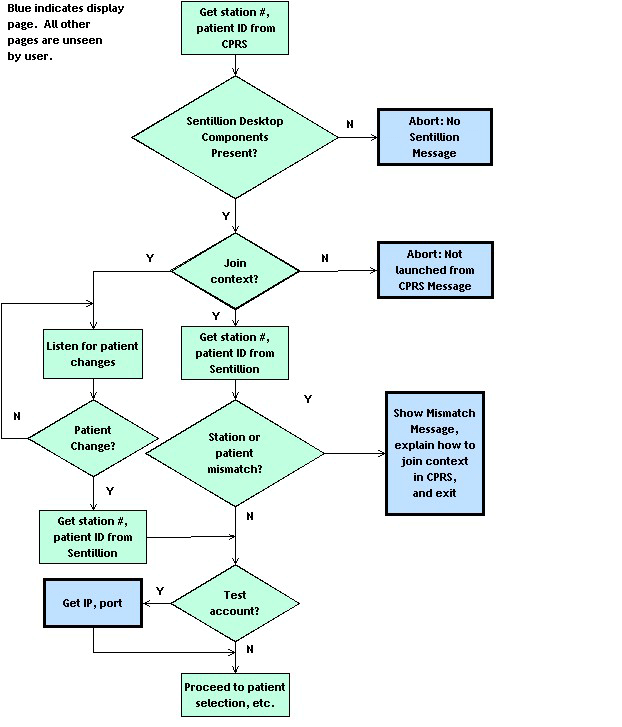 Blue indicates display
page.  All other
pages are unseen
by user.
Get station #,
patient ID from
CPRS
Sentillion Desktop
Components
Present?
N
Abort: No
Sentillion
Message
Y
Y
Join
context?
N
Abort: Not
launched from
CPRS Message
Y
Get station #,
patient ID from
Sentillion
Listen for patient
changes
N
Patient
Change?
Station or
patient
mismatch?
Y
Show Mismatch
Message,
explain how to
join context
in CPRS,
and exit
Y
N
Get station #,
patient ID from
Sentillion
Test
account?
Y
Get IP, port
N
Proceed to patient
selection, etc.